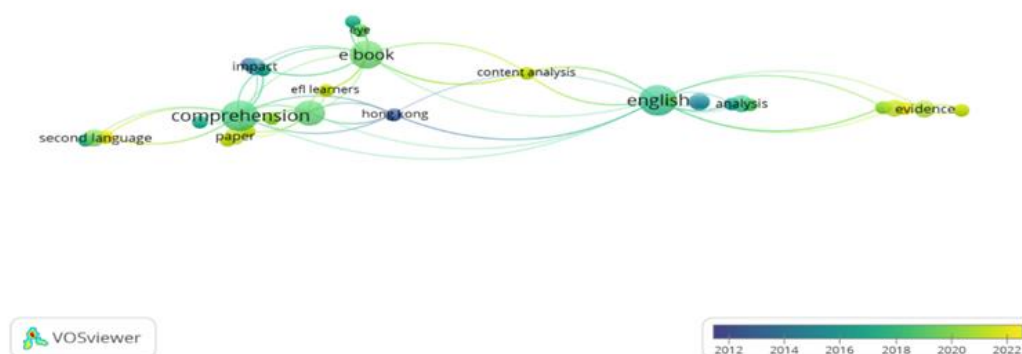 eye
e book
impact
content analysis
efl learners
english
analysis
evidence
comprehension
hong kong
second language
paper
VOSviewer
2012 2014 2016 2018 2020 2022